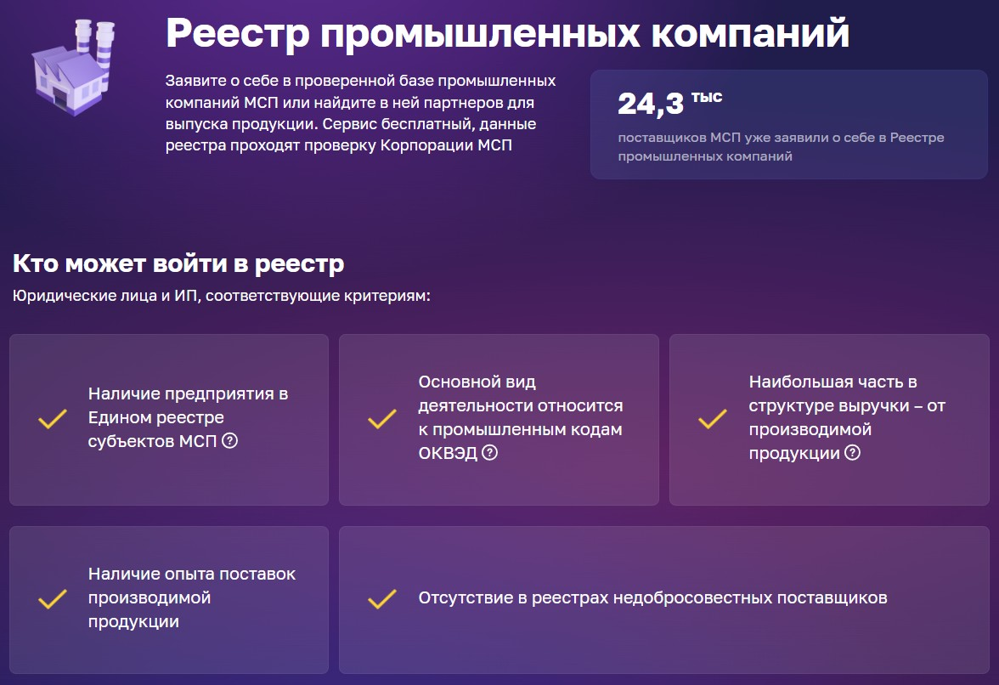 Реестр промышленных компаний
Заявите о себе в проверенной базе промышленных
компаний МСП или найдите в ней партнеров для
выпуска продукции. Сервис бесплатный, данные
реестра проходят проверку Корпорации МСП
24,3 тыс
поставщиков МСП уже заявили о себе в Реестре
промышленных компаний
Кто может войти в реестр
Юридические лица и ИП, соответствующие критериям:
Наличие предприятия в
Едином реестре
субъектов МСП ?
Основной вид
деятельности относится
к промышленным кодам
ОКВЭД ?
Наибольшая часть в
структуре выручки – от
производимой
продукции ?
Наличие опыта поставок
производимой
продукции
Отсутствие в реестрах недобросовестных поставщиков